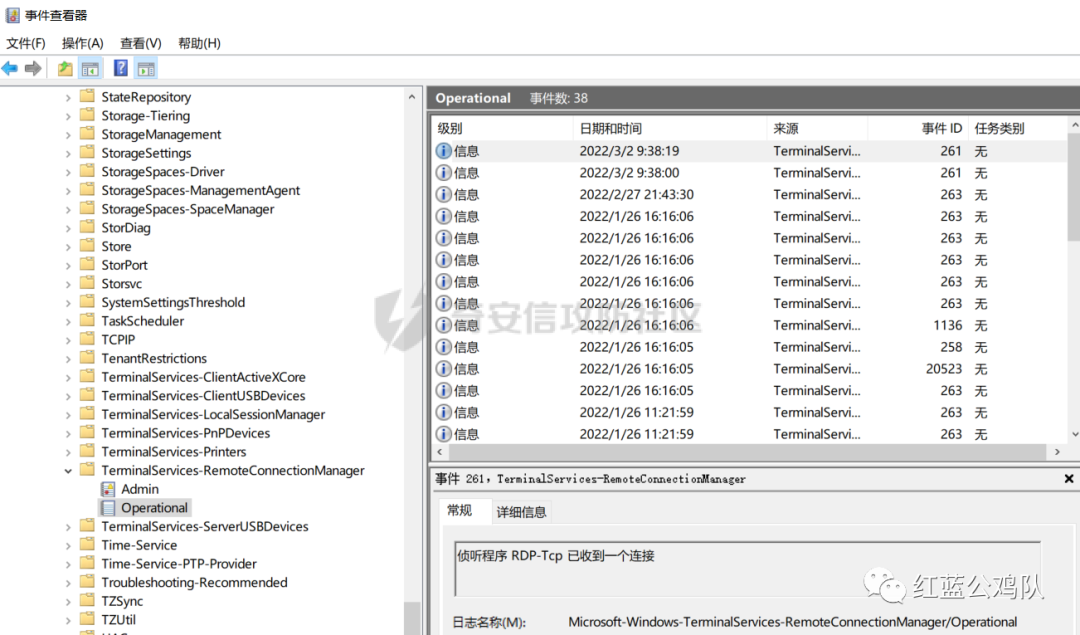 事件查看器
文件(F) 操作(A) 查看(V) 帮助(H)
StateRepository
Storage-Tiering
StorageManagement
StorageSettings
StorageSpaces-Driver
StorageSpaces-ManagementAgent
StorageSpaces-SpaceManager
StorDiag
Store
StorPort
Storsvc
SystemSettingsThreshold
TaskScheduler
TCPIP
TenantRestrictions
TerminalServices-ClientActiveXCore
TerminalServices-ClientUSBDevices
TerminalServices-LocalSessionManager
TerminalServices-PnPDevices
TerminalServices-Printers
TerminalServices-RemoteConnectionManager
Admin
Operational
TerminalServices-ServerUSBDevices
Time-Service
Time-Service-PTP-Provider
Troubleshooting-Recommended
TZSync
TZUtil
Operational 事件数: 38
级别 日期和时间 来源 事件 ID 任务类别
信息 2022/3/2 9:38:19 TerminalServi... 261 无
信息 2022/3/2 9:38:00 TerminalServi... 261 无
信息 2022/2/27 21:43:30 TerminalServi... 263 无
信息 2022/1/26 16:16:06 TerminalServi... 263 无
信息 2022/1/26 16:16:06 TerminalServi... 263 无
信息 2022/1/26 16:16:06 TerminalServi... 263 无
信息 2022/1/26 16:16:06 TerminalServi... 263 无
信息 2022/1/26 16:16:06 TerminalServi... 263 无
信息 2022/1/26 16:16:06 TerminalServi... 1136 无
信息 2022/1/26 16:16:05 TerminalServi... 258 无
信息 2022/1/26 16:16:05 TerminalServi... 20523 无
信息 2022/1/26 16:16:05 TerminalServi... 263 无
信息 2022/1/26 11:21:59 TerminalServi... 263 无
信息 2022/1/26 11:21:59 TerminalServi... 263 无
奇安信攻防社区
事件 261，TerminalServices-RemoteConnectionManager
常规 详细信息
侦听程序 RDP-Tcp 已收到一个连接
红蓝公鸡队
日志名称(M): Microsoft-Windows-TerminalServices-RemoteConnectionManager/Operational